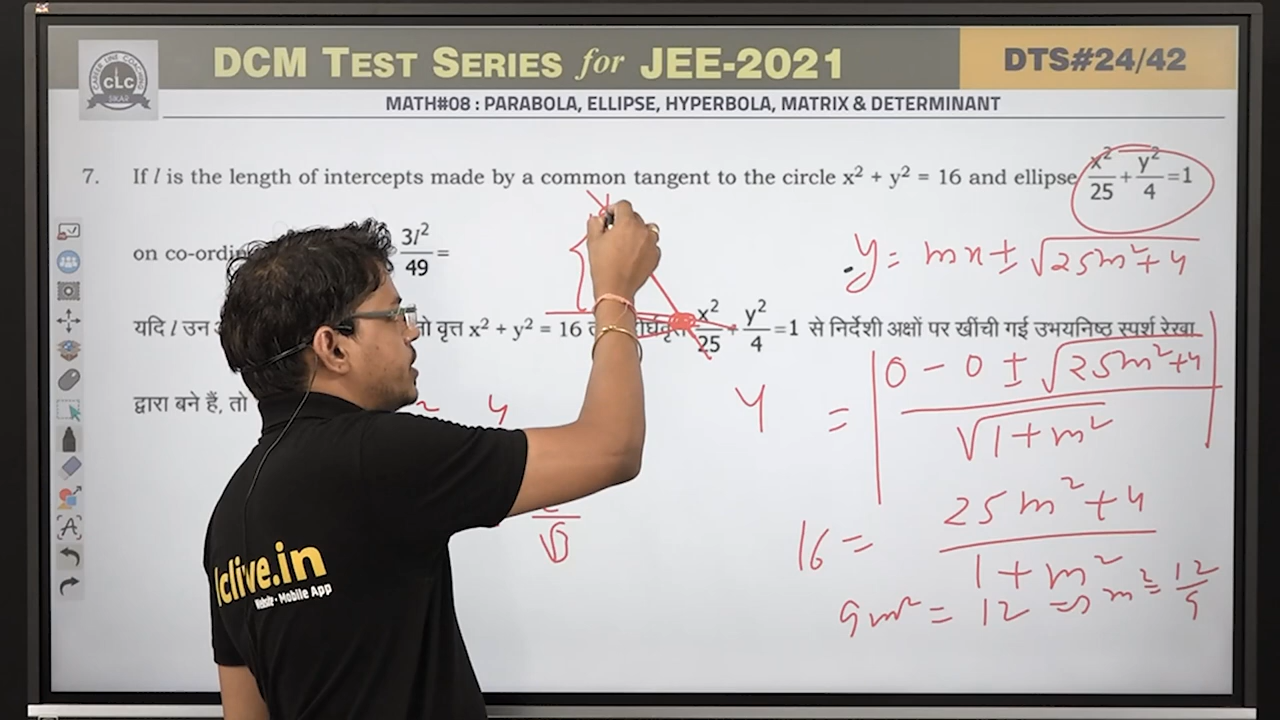 DCM TEST SERIES for JEE-2021
DTS#24/42
CLC
SIKAR
MATH#08 : PARABOLA, ELLIPSE, HYPERBOLA, MATRIX & DETERMINANT
7. If l is the length of intercepts made by a common tangent to the circle x² + y² = 16 and ellipse x²/25 + y²/4 = 1
on co-ordin 3l²/49 =
यदि l उन तो वृत्त x² + y² = 16 x²/25 + y²/4 = 1 से निर्देशी अक्षों पर खींची गई उभयनिष्ठ स्पर्श रेखा
द्वारा बने हैं, तो
y = mx ± √25m²+4
4 = |0 - 0 ± √25m²+4 / √1+m²|
16 = 25m²+4 / 1+m²
9m² = 12 ⇒ m² = 12/9
clive.in
Website • Mobile App